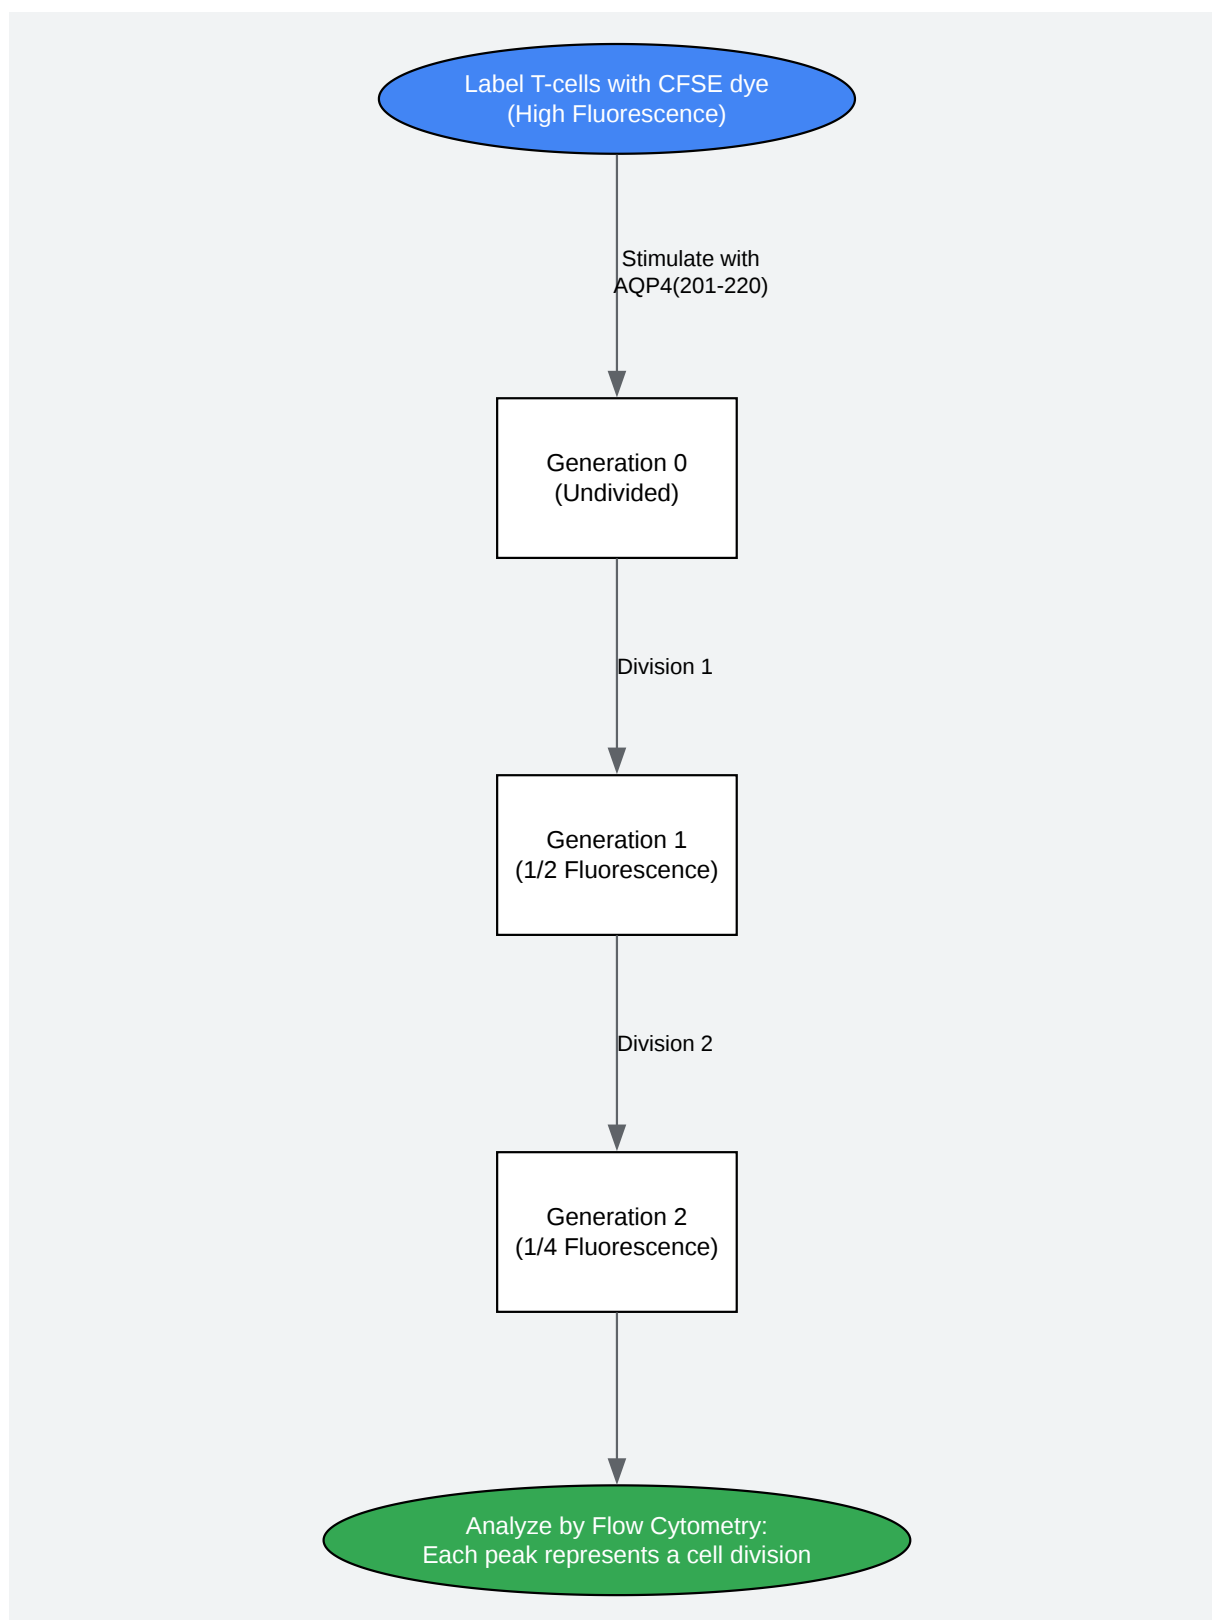 Label T-cells with CFSE dye
(High Fluorescence)
Stimulate with
AQP4(201-220)
Generation 0
(Undivided)
Division 1
Generation 1
(1/2 Fluorescence)
Division 2
Generation 2
(1/4 Fluorescence)
Analyze by Flow Cytometry:
Each peak represents a cell division